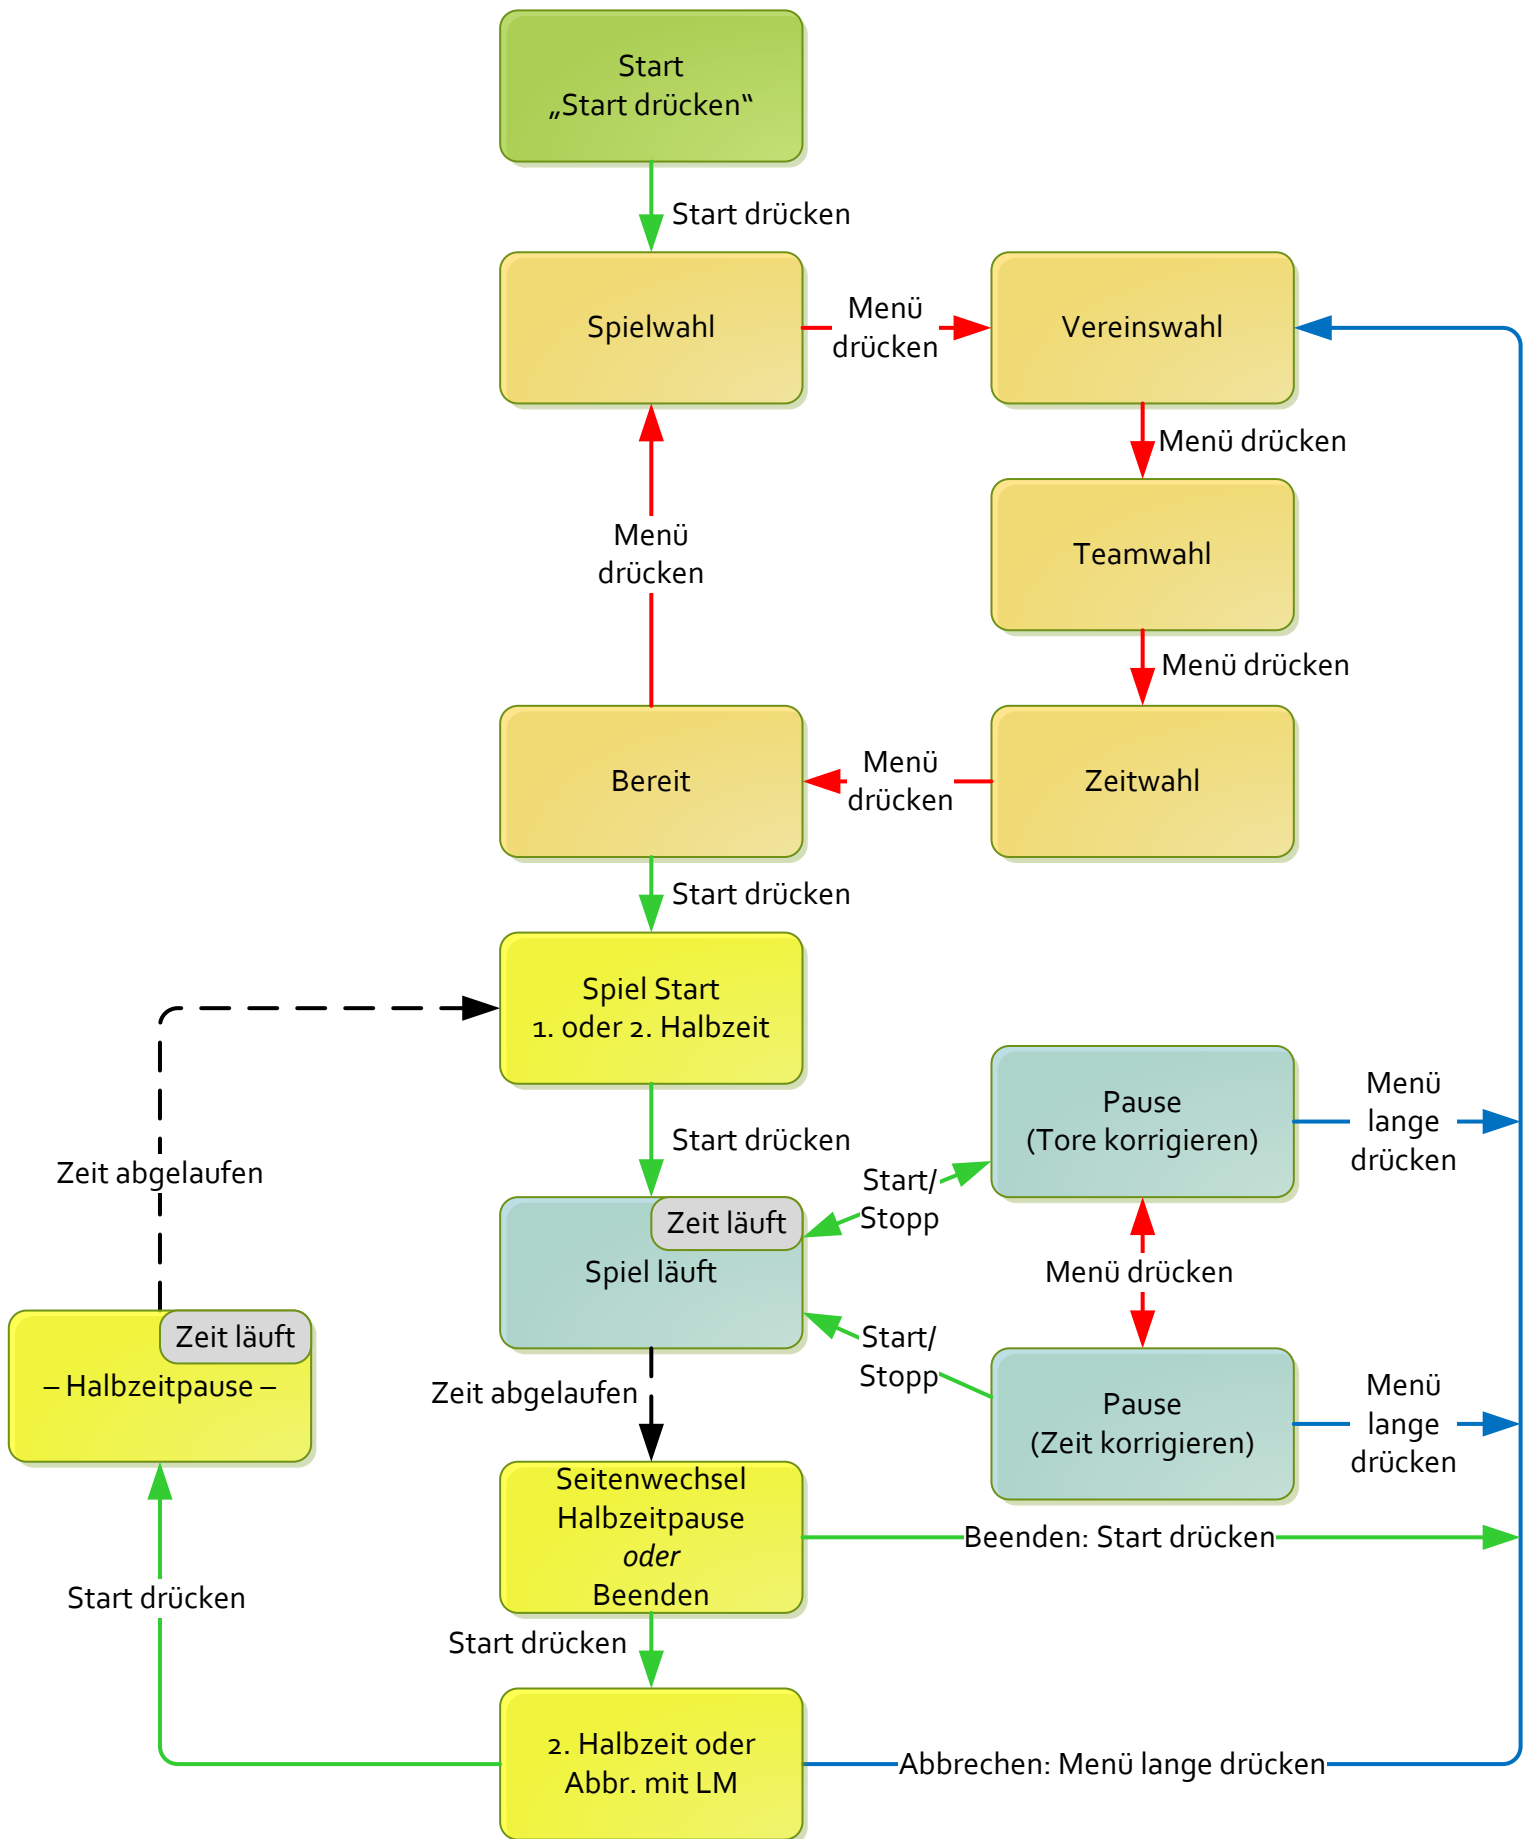 Start
„Start drücken“
Start drücken
Spielwahl
Menü
drücken
Vereinswahl
Menü drücken
Menü
drücken
Teamwahl
Menü drücken
Bereit
Menü
drücken
Zeitwahl
Start drücken
Spiel Start
1. oder 2. Halbzeit
Zeit abgelaufen
Start drücken
Pause
(Tore korrigieren)
Menü
lange
drücken
Start/
Stopp
Zeit läuft
Spiel läuft
Menü drücken
Zeit läuft
– Halbzeitpause –
Start/
Stopp
Zeit abgelaufen
Pause
(Zeit korrigieren)
Menü
lange
drücken
Seitenwechsel
Halbzeitpause
oder
Beenden
Beenden: Start drücken
Start drücken
Start drücken
2. Halbzeit oder
Abbr. mit LM
Abbrechen: Menü lange drücken